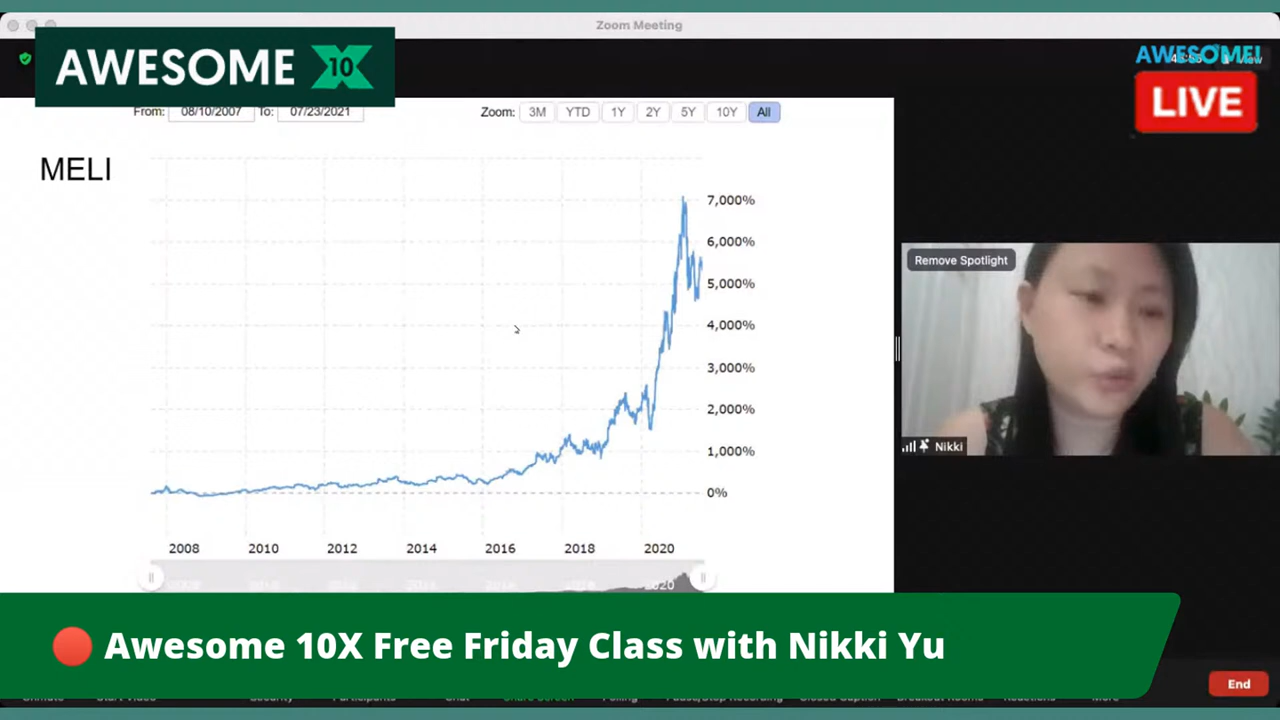 Zoom Meeting
AWESOME 10
AWESOME!
LIVE
From: 08/10/2007 To: 07/23/2021
Zoom: 3M YTD 1Y 2Y 5Y 10Y All
MELI
7,000%
6,000%
5,000%
4,000%
3,000%
2,000%
1,000%
0%
2008 2010 2012 2014 2016 2018 2020
Remove Spotlight
Nikki
Awesome 10X Free Friday Class with Nikki Yu
End